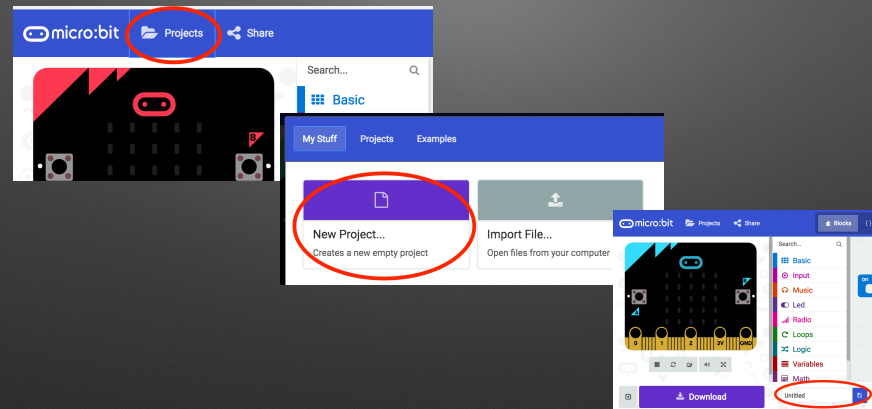 micro:bit Projects Share
Search...
Basic
B
My Stuff Projects Examples
New Project...
Creates a new empty project
Import File...
Open files from your computer
micro:bit Projects Share Blocks {}
Search...
Basic
Input
on
Music
Led
Radio
Loops
Logic
Variables
Math
A
0 1 2 3V GND
Download
Untitled